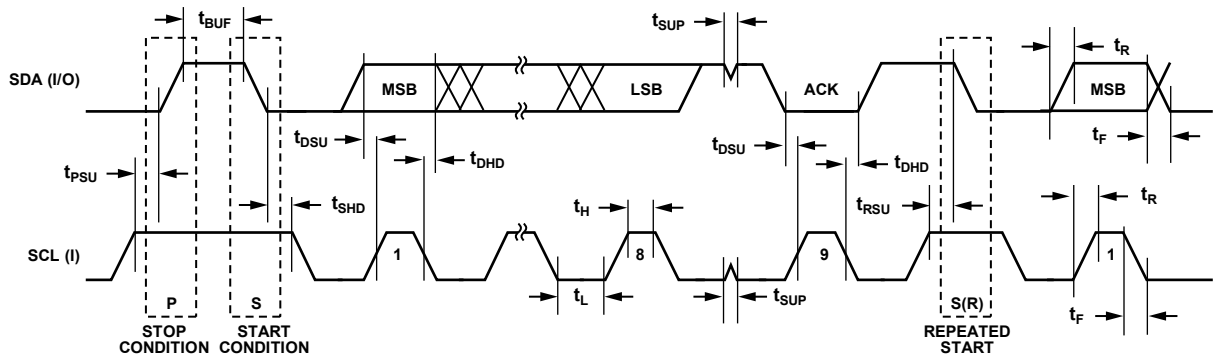 tBUF
tSUP
tR
SDA (I/O)
MSB
LSB
ACK
MSB
tDSU
tDHD
tDSU
tDHD
tF
tPSU
tSHD
tH
tRSU
tR
SCL (I)
1
8
9
1
P
S
tL
tSUP
S(R)
tF
STOP
CONDITION
START
CONDITION
REPEATED
START